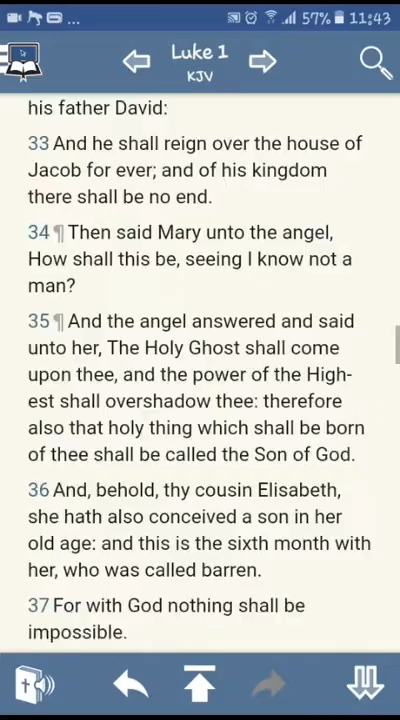 ... 57% 11:43
Luke 1
KJV
his father David:
33 And he shall reign over the house of
Jacob for ever; and of his kingdom
there shall be no end.
34 ¶ Then said Mary unto the angel,
How shall this be, seeing I know not a
man?
35 ¶ And the angel answered and said
unto her, The Holy Ghost shall come
upon thee, and the power of the High-
est shall overshadow thee: therefore
also that holy thing which shall be born
of thee shall be called the Son of God.
36 And, behold, thy cousin Elisabeth,
she hath also conceived a son in her
old age: and this is the sixth month with
her, who was called barren.
37 For with God nothing shall be
impossible.